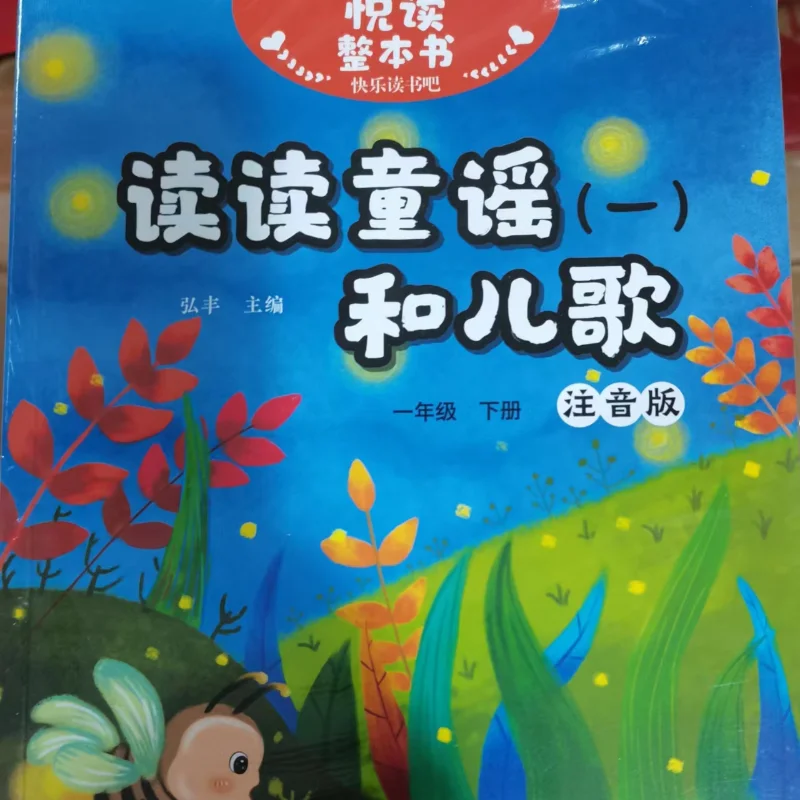 悦读
整本书
快乐读书吧
读读童谣（一）
和儿歌
弘丰 主编
一年级 下册
注音版